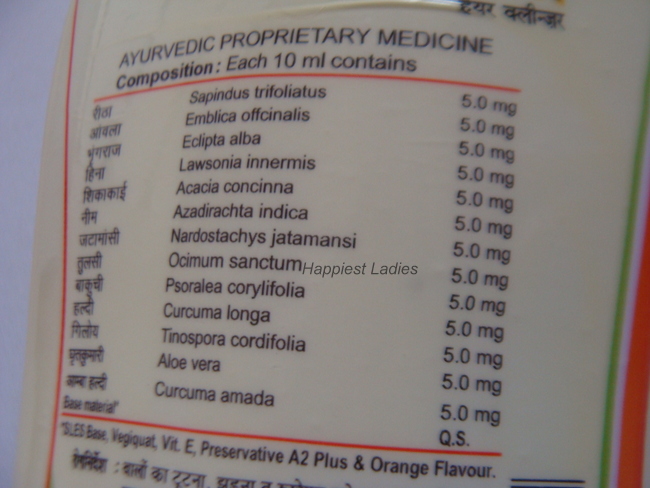 हेयर क्लीन्ज़र
AYURVEDIC PROPRIETARY MEDICINE
Composition : Each 10 ml contains
रीठा Sapindus trifoliatus 5.0 mg
आंवला Emblica offcinalis 5.0 mg
भृंगराज Eclipta alba 5.0 mg
हिना Lawsonia innermis 5.0 mg
शिकाकाई Acacia concinna 5.0 mg
नीम Azadirachta indica 5.0 mg
जटामांसी Nardostachys jatamansi 5.0 mg
तुलसी Ocimum sanctum 5.0 mg
Happiest Ladies
बाकुची Psoralea corylifolia 5.0 mg
हल्दी Curcuma longa 5.0 mg
गिलोय Tinospora cordifolia 5.0 mg
घृतकुमारी Aloe vera 5.0 mg
आम्बा हल्दी Curcuma amada 5.0 mg
Base material* Q.S.
*SLES Base, Vegiquat, Vit. E, Preservative A2 Plus & Orange Flavour.
: बालों का टूटना, झड़ना व